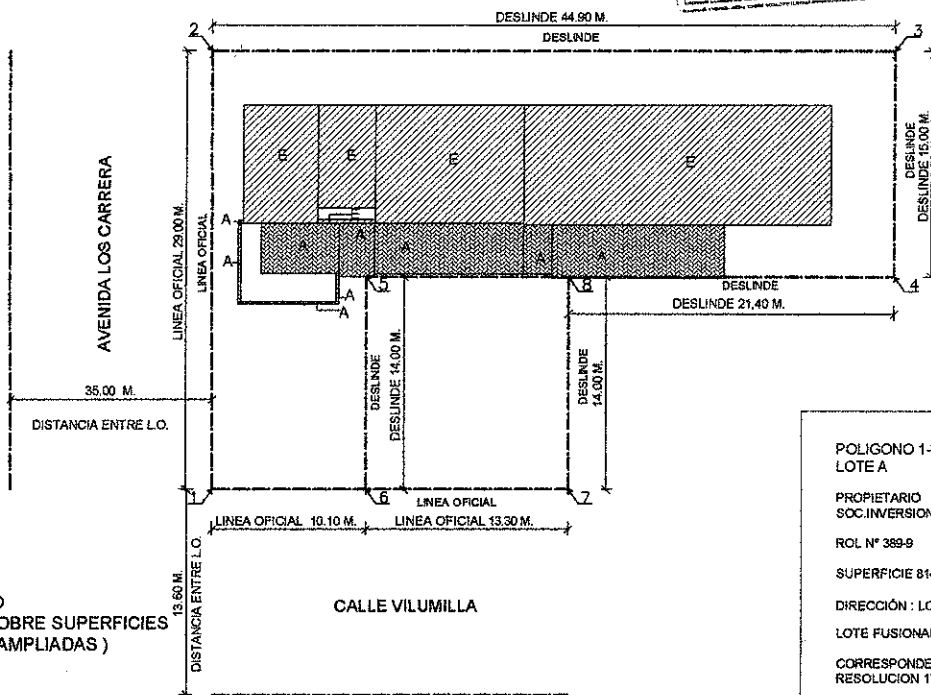 DESLINDE 44.90 M.
DESLINDE
2
3
AVENIDA LOS CARRERA
LINEA OFICIAL 29.00 M.
LINEA OFICIAL
E
E
E
E
E
DESLINDE
DESLINDE 15.00 M.
A
A
A
A
A
A
A
A
A
5
8
4
DESLINDE
DESLINDE 21,40 M.
35.00 M.
DISTANCIA ENTRE L.O.
DESLINDE
DESLINDE 14.00 M.
DESLINDE
14.00 M.
1
6
7
LINEA OFICIAL
LINEA OFICIAL 10.10 M.
LINEA OFICIAL 13.30 M.
13.60 M.
DISTANCIA ENTRE L.O.
CALLE VILUMILLA
OBRE SUPERFICIES
AMPLIADAS )
POLIGONO 1-
LOTE A
PROPIETARIO
SOC.INVERSION
ROL N° 389-9
SUPERFICIE 81
DIRECCIÓN : LO
LOTE FUSIONA
CORRESPONDE
RESOLUCION 1